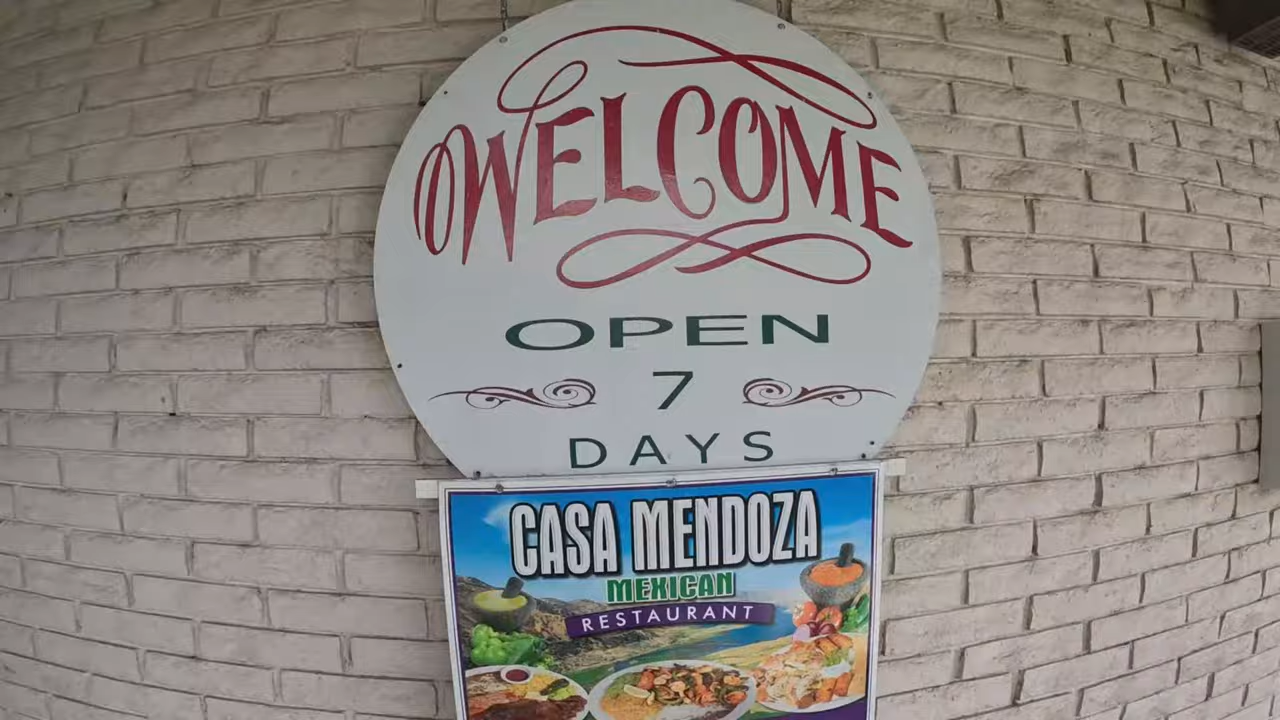 WELCOME
OPEN
7
DAYS
CASA MENDOZA
MEXICAN
RESTAURANT